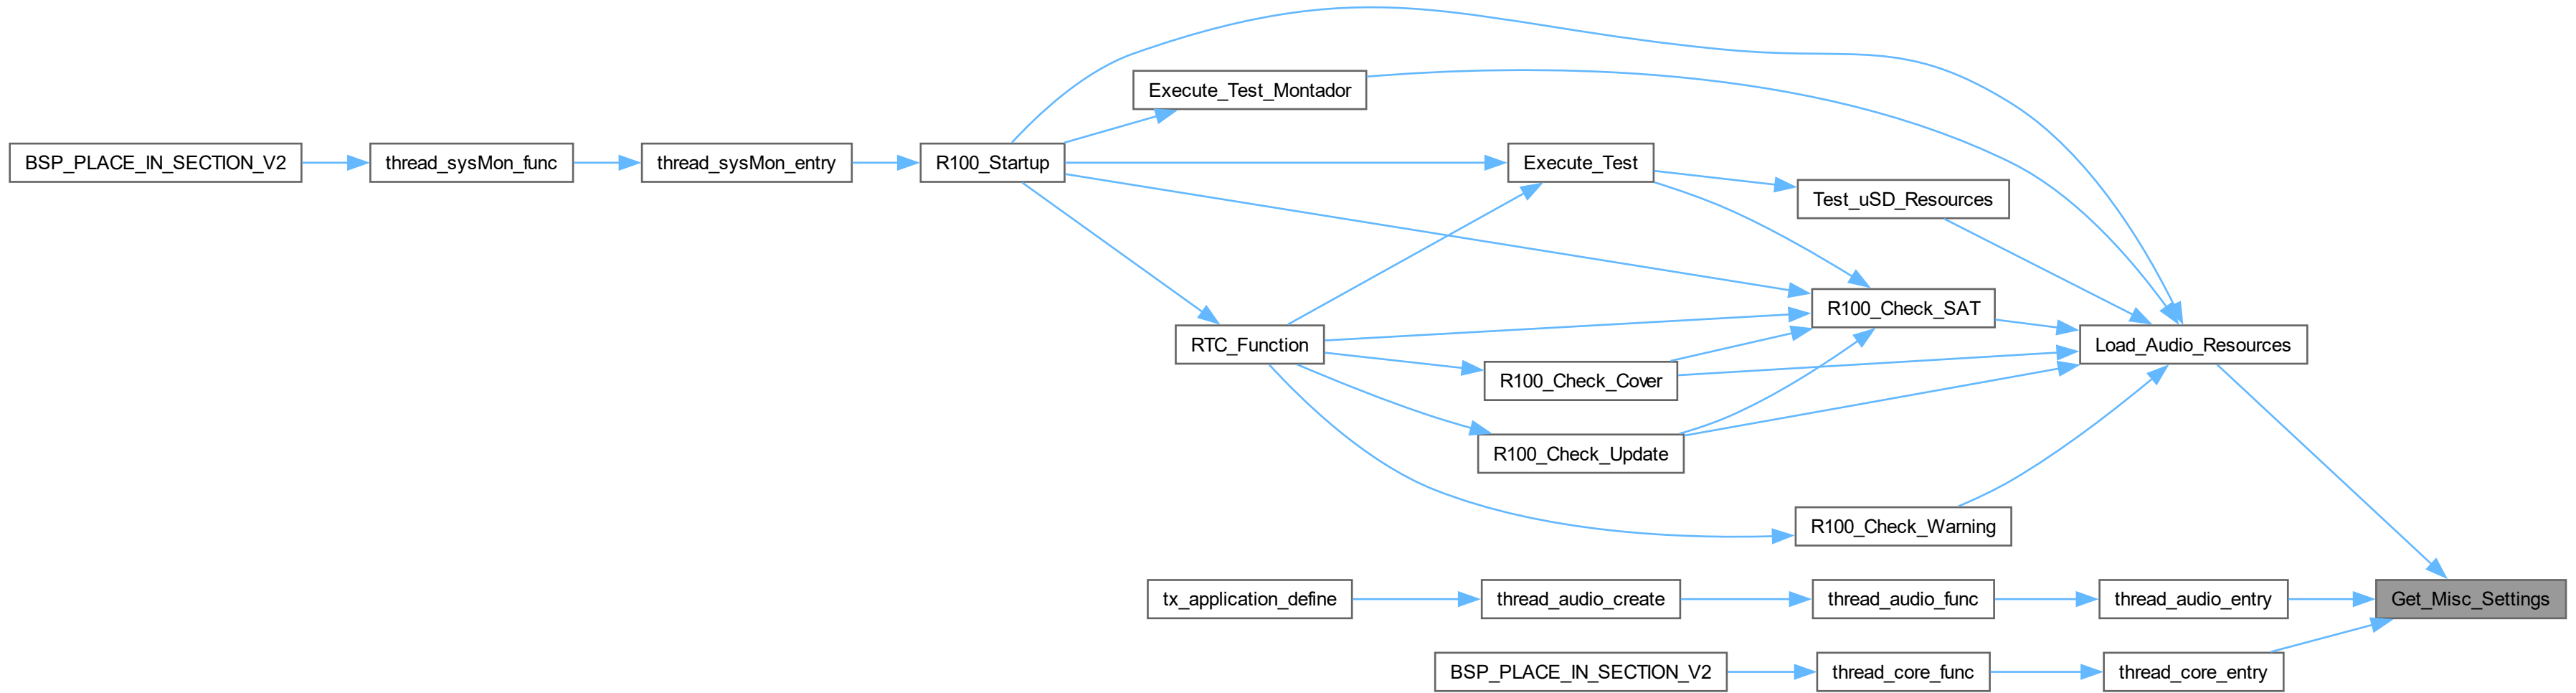 Execute_Test_Montador
BSP_PLACE_IN_SECTION_V2
thread_sysMon_func
thread_sysMon_entry
R100_Startup
Execute_Test
Test_uSD_Resources
R100_Check_SAT
RTC_Function
Load_Audio_Resources
R100_Check_Cover
R100_Check_Update
R100_Check_Warning
tx_application_define
thread_audio_create
thread_audio_func
thread_audio_entry
Get_Misc_Settings
BSP_PLACE_IN_SECTION_V2
thread_core_func
thread_core_entry